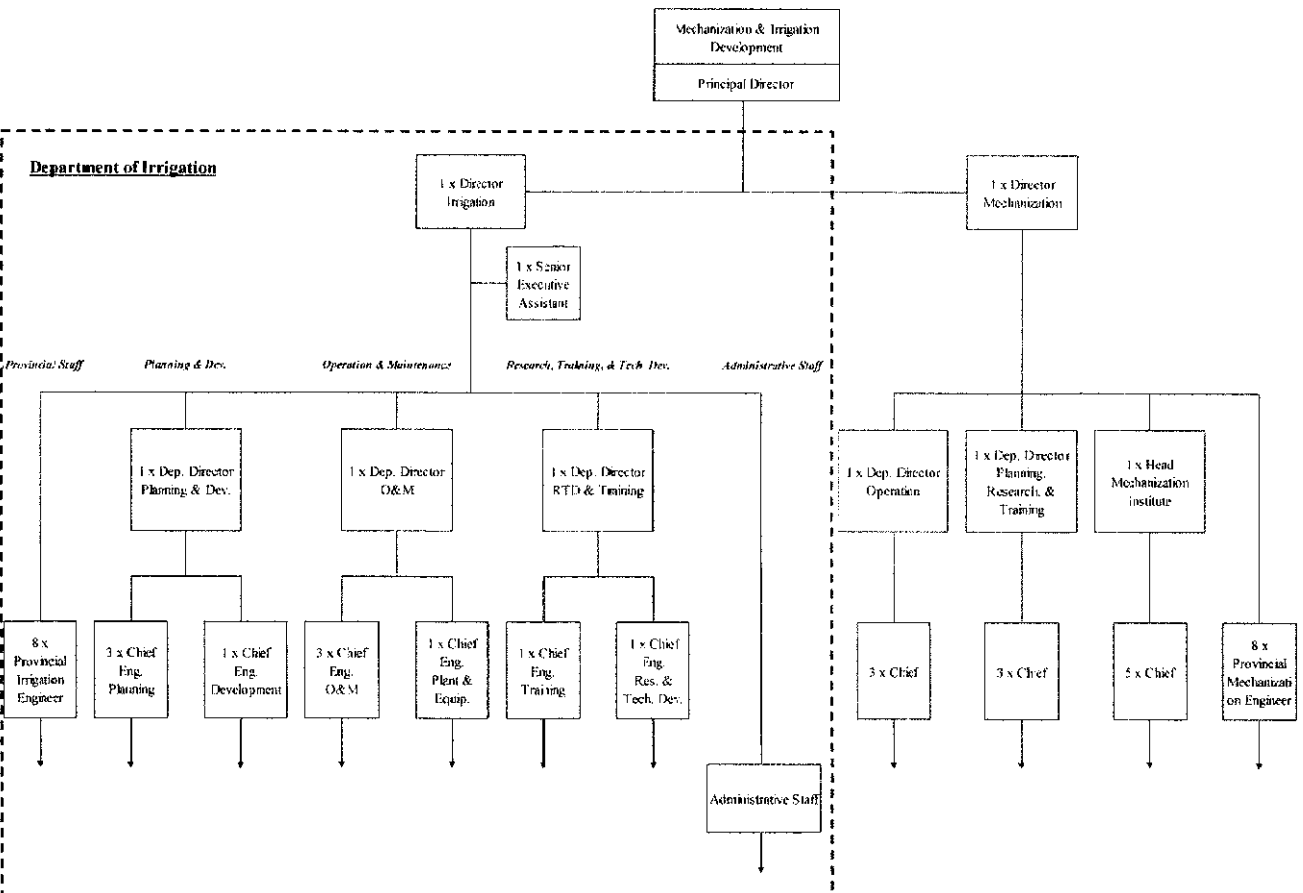 Mechanization & Irrigation
Development
Principal Director
Department of Irrigation
1 x Director
Irrigation
1 x Director
Mechanization
1 x Senior
Executive
Assistant
Provincial Staff
Planning & Dev.
Operation & Maintenance
Research, Training, & Tech. Dev.
Administrative Staff
1 x Dep. Director
Planning & Dev.
1 x Dep. Director
O&M
1 x Dep. Director
RTD & Training
1 x Dep. Director
Operation
1 x Dep. Director
Planning,
Research, &
Training
1 x Head
Mechanization
institute
8 x
Provincial
Irrigation
Engineer
3 x Chief
Eng.
Planning
1 x Chief
Eng.
Development
3 x Chief
Eng.
O&M
1 x Chief
Eng.
Plant &
Equip.
1 x Chief
Eng.
Training
1 x Chief
Eng.
Res. &
Tech. Dev.
3 x Chief
3 x Chief
5 x Chief
8 x
Provincial
Mechanizati
on Engineer
Administrative Staff